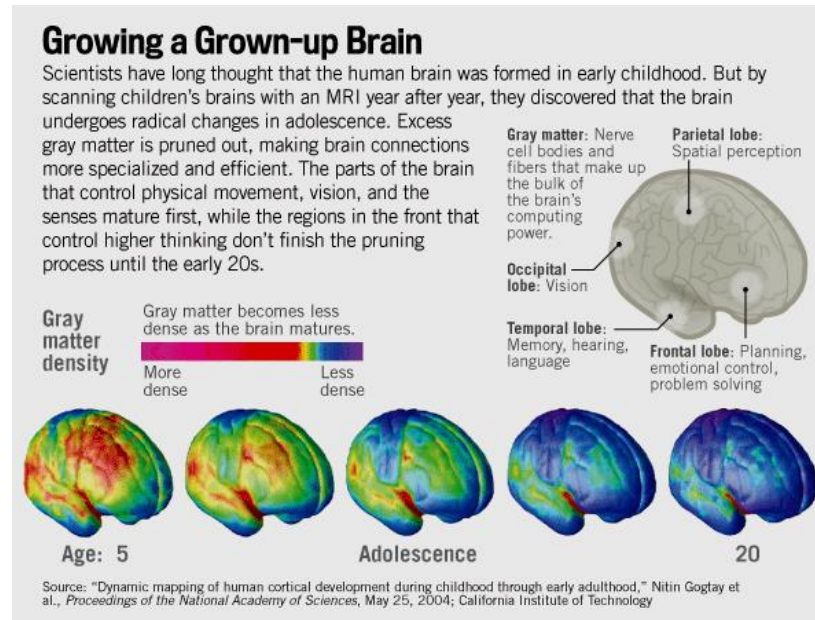 Growing a Grown-up Brain
Scientists have long thought that the human brain was formed in early childhood. But by
scanning children's brains with an MRI year after year, they discovered that the brain
undergoes radical changes in adolescence. Excess
gray matter is pruned out, making brain connections
more specialized and efficient. The parts of the brain
that control physical movement, vision, and the
senses mature first, while the regions in the front that
control higher thinking don't finish the pruning
process until the early 20s.
Gray matter: Nerve
cell bodies and
fibers that make up
the bulk of
the brain's
computing
power.
Parietal lobe:
Spatial perception
Occipital
lobe: Vision
Temporal lobe:
Memory, hearing,
language
Frontal lobe: Planning,
emotional control,
problem solving
Gray
matter
density
Gray matter becomes less
dense as the brain matures.
More
dense
Less
dense
Age: 5
Adolescence
20
Source: "Dynamic mapping of human cortical development during childhood through early adulthood," Nitin Gogtay et
al., Proceedings of the National Academy of Sciences, May 25, 2004; California Institute of Technology